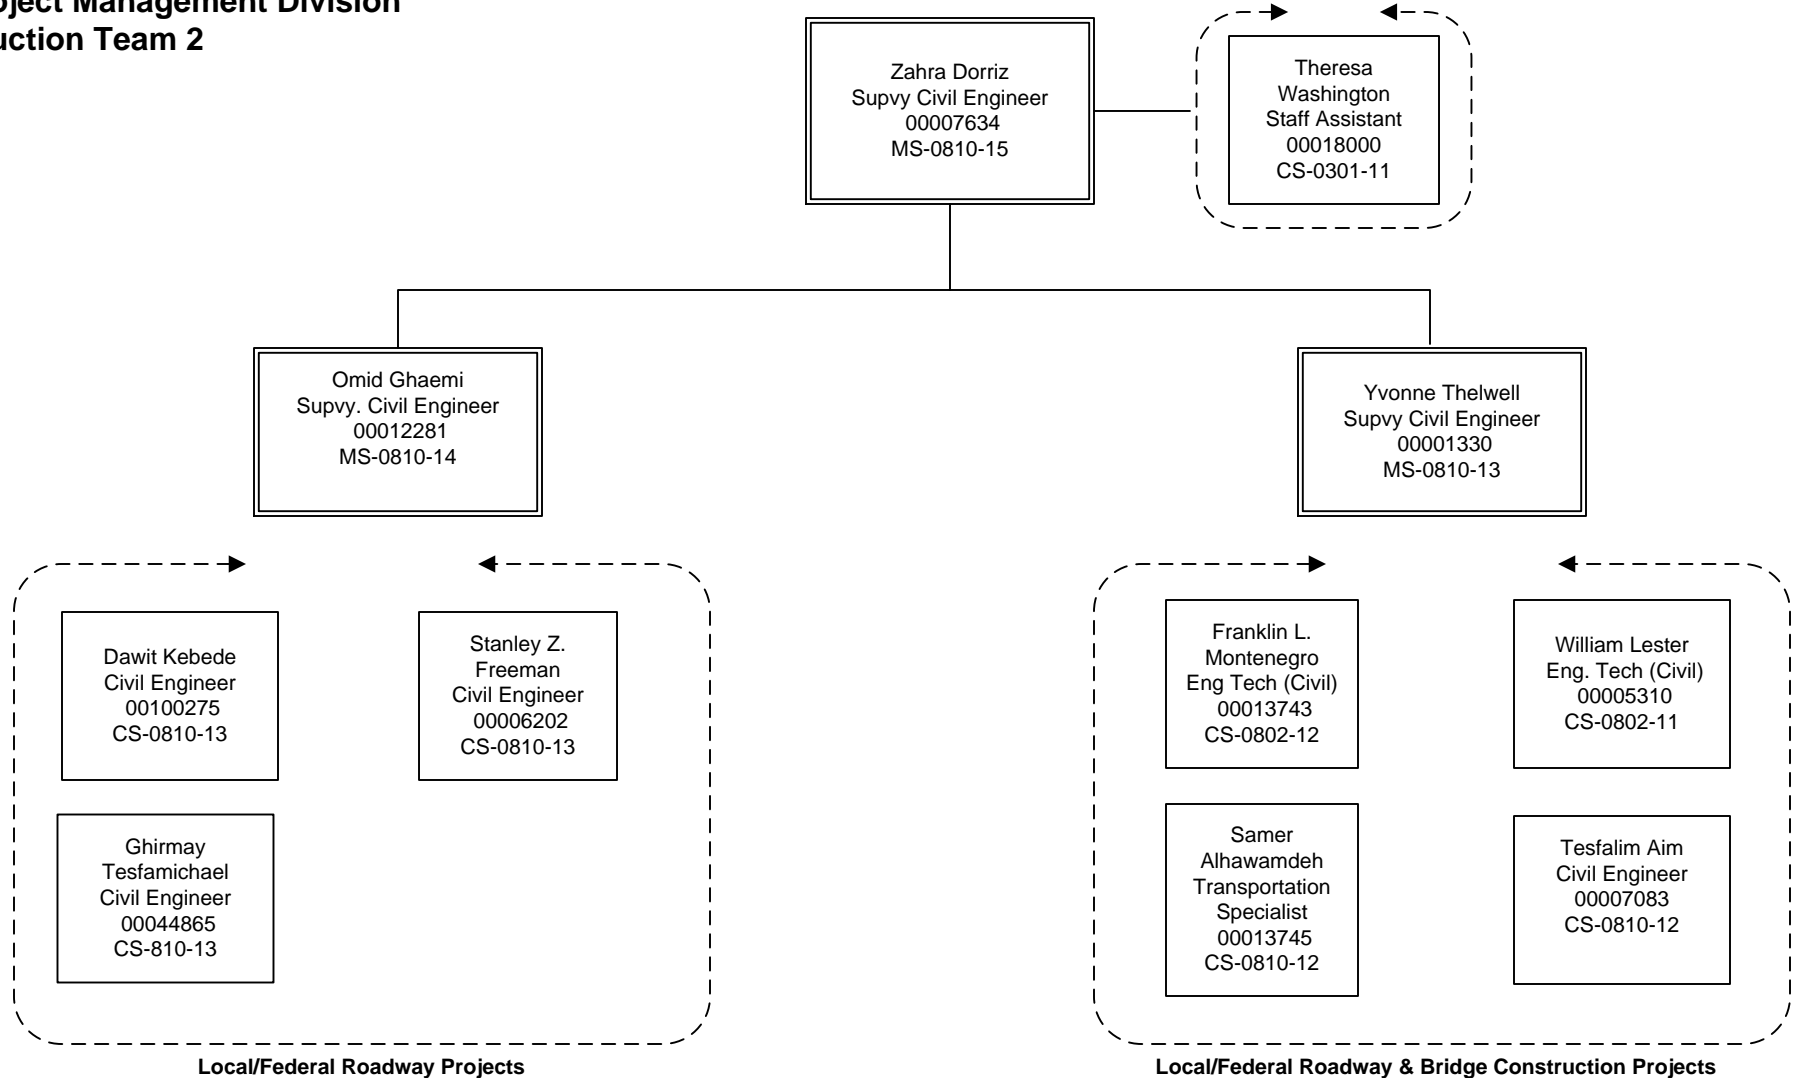 Management Division
Team 2
Zahra Dorriz
Supvy Civil Engineer
00007634
MS-0810-15
Theresa
Washington
Staff Assistant
00018000
CS-0301-11
Omid Ghaemi
Supvy. Civil Engineer
00012281
MS-0810-14
Yvonne Thelwell
Supvy Civil Engineer
00001330
MS-0810-13
Dawit Kebede
Civil Engineer
00100275
CS-0810-13
Stanley Z.
Freeman
Civil Engineer
00006202
CS-0810-13
Ghirmay
Tesfamichael
Civil Engineer
00044865
CS-810-13
Local/Federal Roadway Projects
Franklin L.
Montenegro
Eng Tech (Civil)
00013743
CS-0802-12
William Lester
Eng. Tech (Civil)
00005310
CS-0802-11
Samer
Alhawamdeh
Transportation
Specialist
00013745
CS-0810-12
Tesfalim Aim
Civil Engineer
00007083
CS-0810-12
Local/Federal Roadway & Bridge Construction Projects